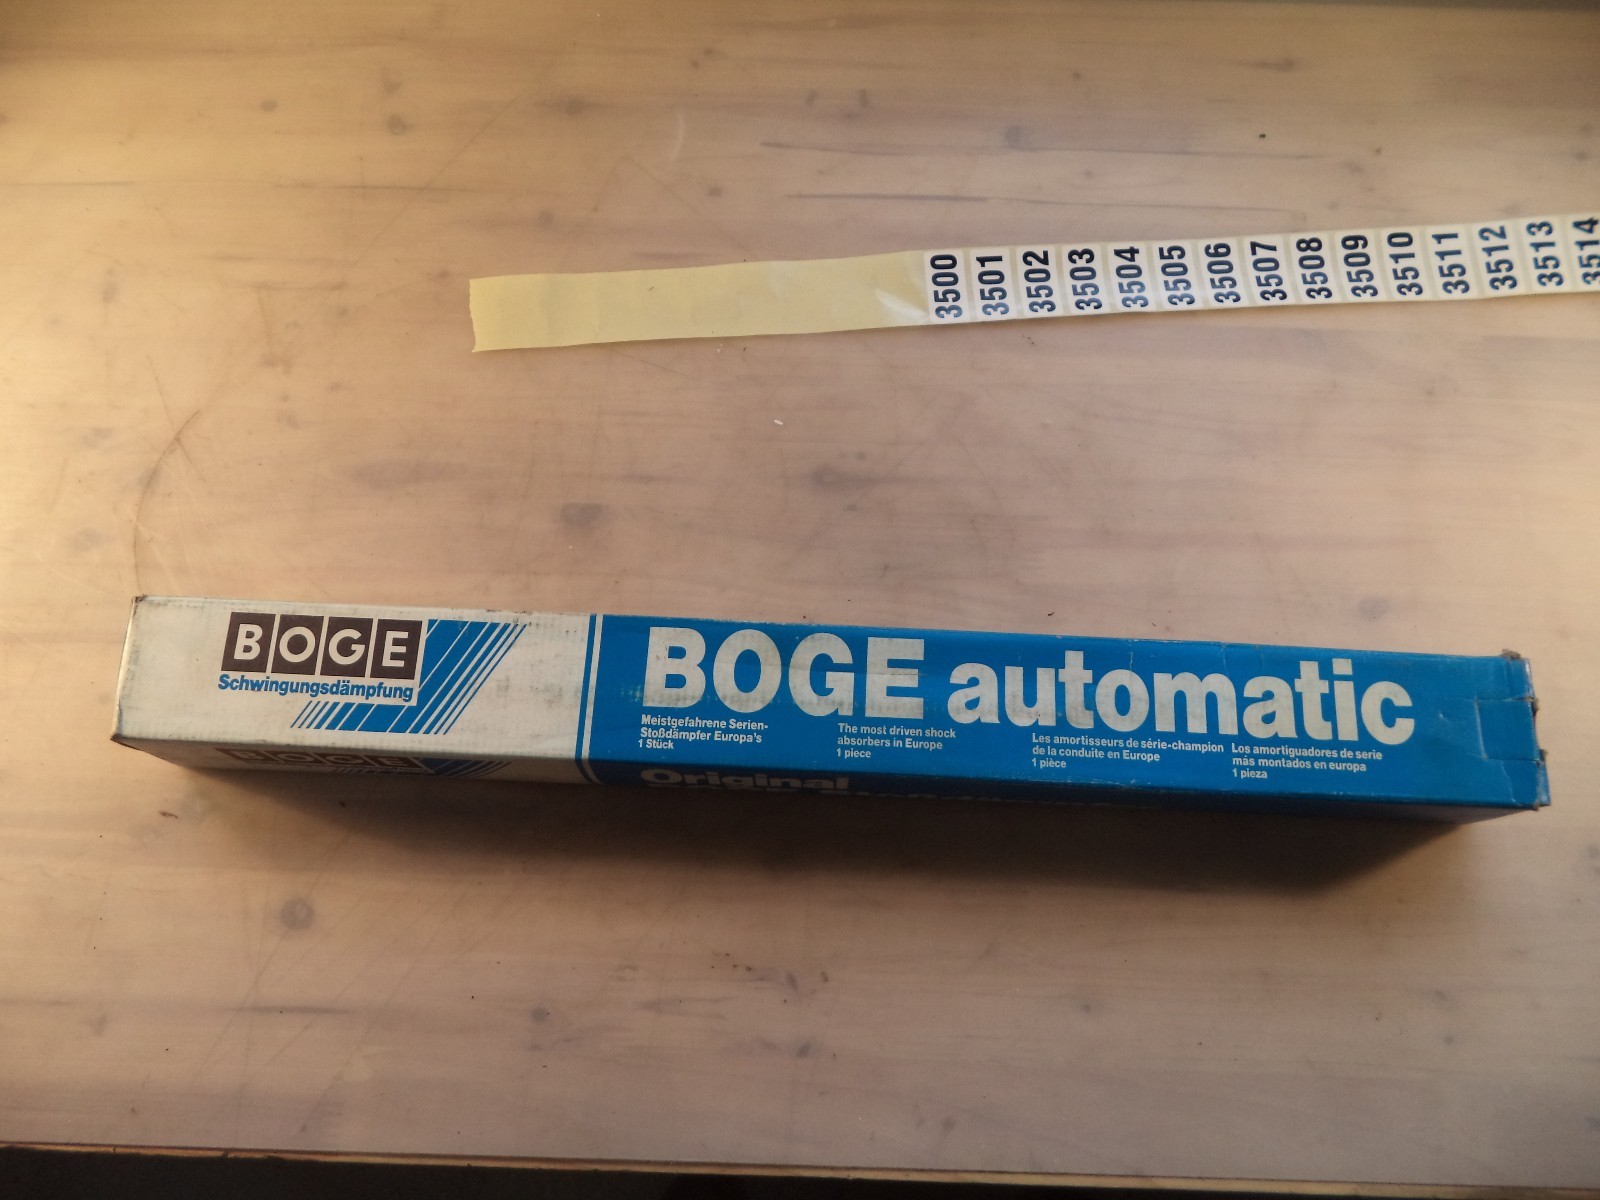 3500
3501
3502
3503
3504
3505
3506
3507
3508
3509
3510
3511
3512
3513
3514
BOGE
Schwingungsdämpfung
BOGE automatic
Meistgefahrene Serien-
Stoßdämpfer Europa's
1 Stück
The most driven shock
absorbers in Europe
1 piece
Les amortisseurs de série-champion
de la conduite en Europe
1 pièce
Los amortiguadores de serie
más montados en europa
1 pieza
BOGE
Original